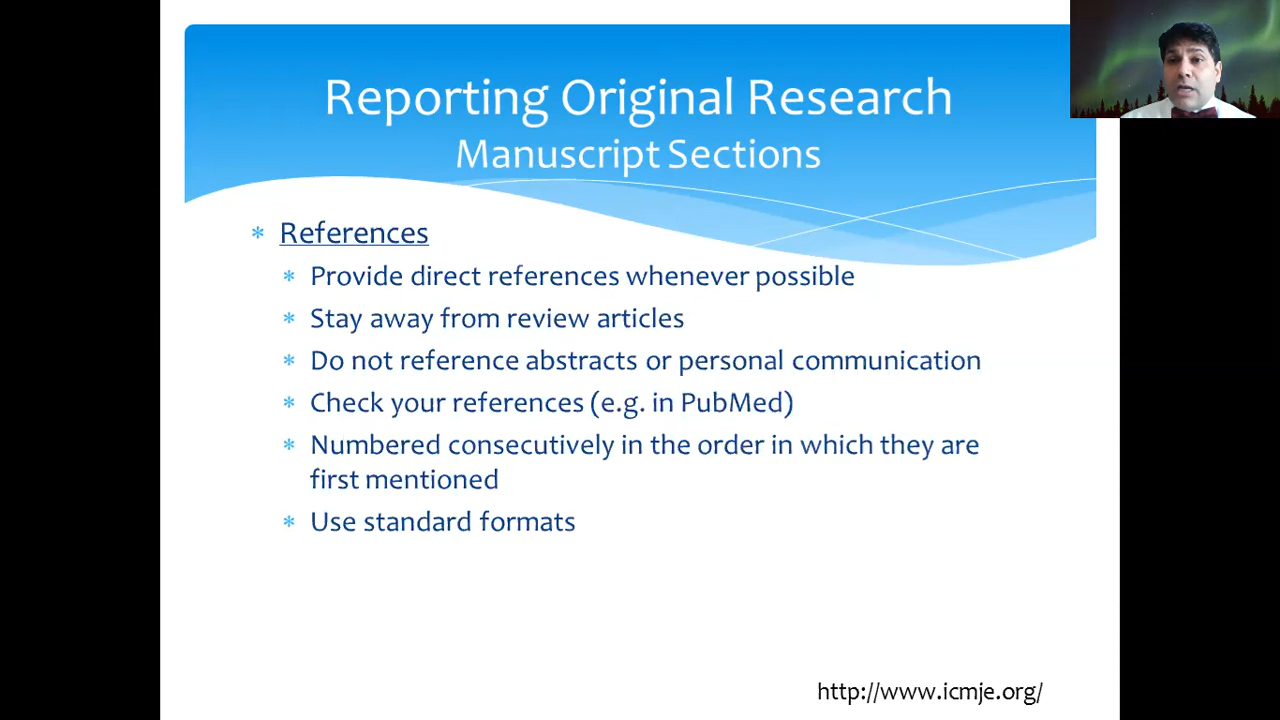 Reporting Original Research
Manuscript Sections
* References
* Provide direct references whenever possible
* Stay away from review articles
* Do not reference abstracts or personal communication
* Check your references (e.g. in PubMed)
* Numbered consecutively in the order in which they are
first mentioned
* Use standard formats
http://www.icmje.org/